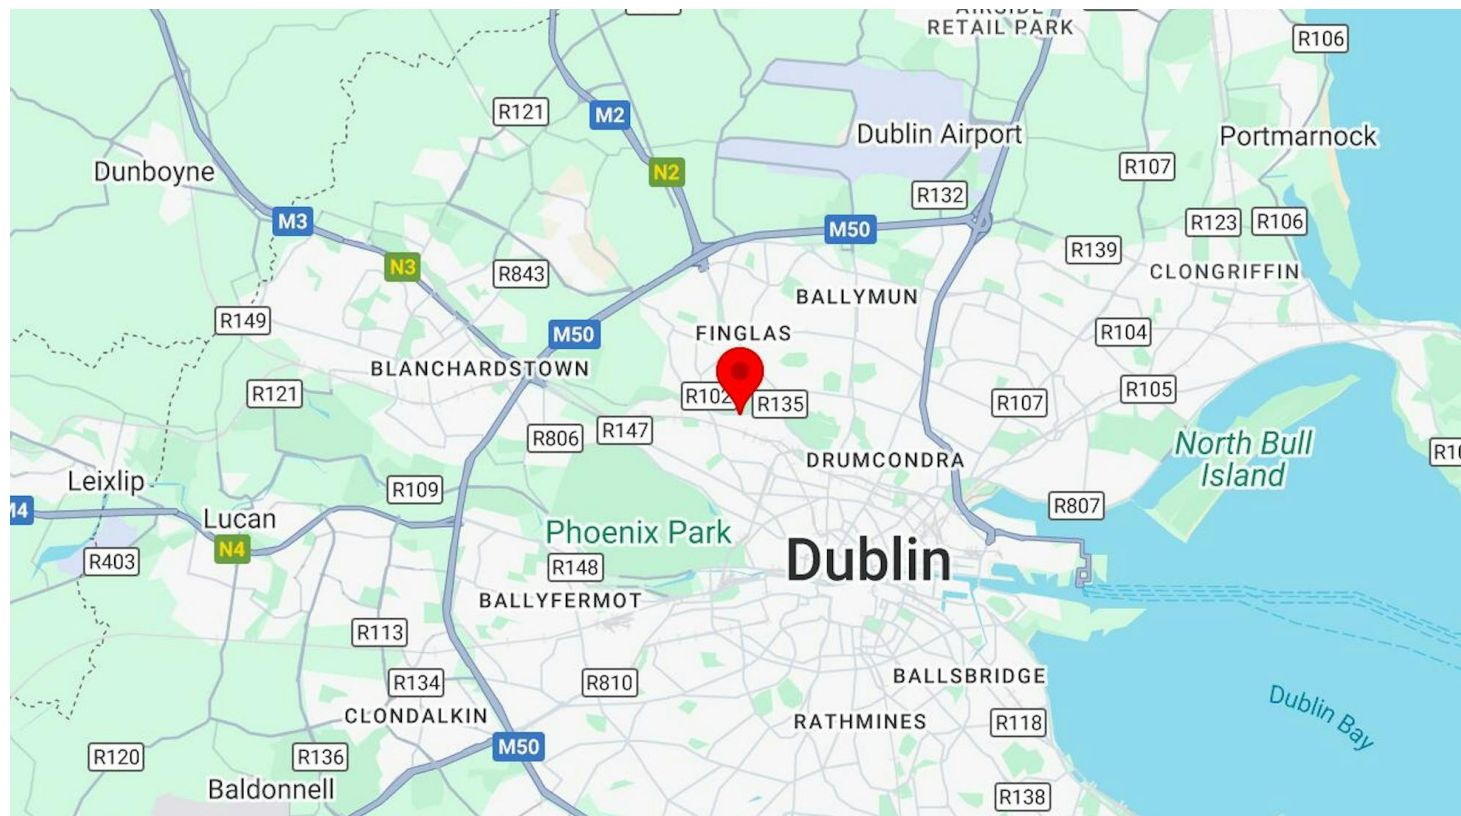 AIRSIDE
RETAIL PARK
R106
R121
M2
Dublin Airport
Portmarnock
Dunboyne
N2
R107
R132
M3
M50
R123
R106
R139
N3
R843
CLONGRIFFIN
BALLYMUN
R149
M50
FINGLAS
R104
BLANCHARDSTOWN
R121
R102
R135
R107
R105
R806
R147
North Bull
Island
DRUMCONDRA
Leixlip
R109
R807
M4
Lucan
N4
Phoenix Park
Dublin
R403
R148
BALLYFERMOT
R113
R134
R810
BALLSBRIDGE
Dublin Bay
CLONDALKIN
RATHMINES
R118
M50
R120
R136
Baldonnell
R138